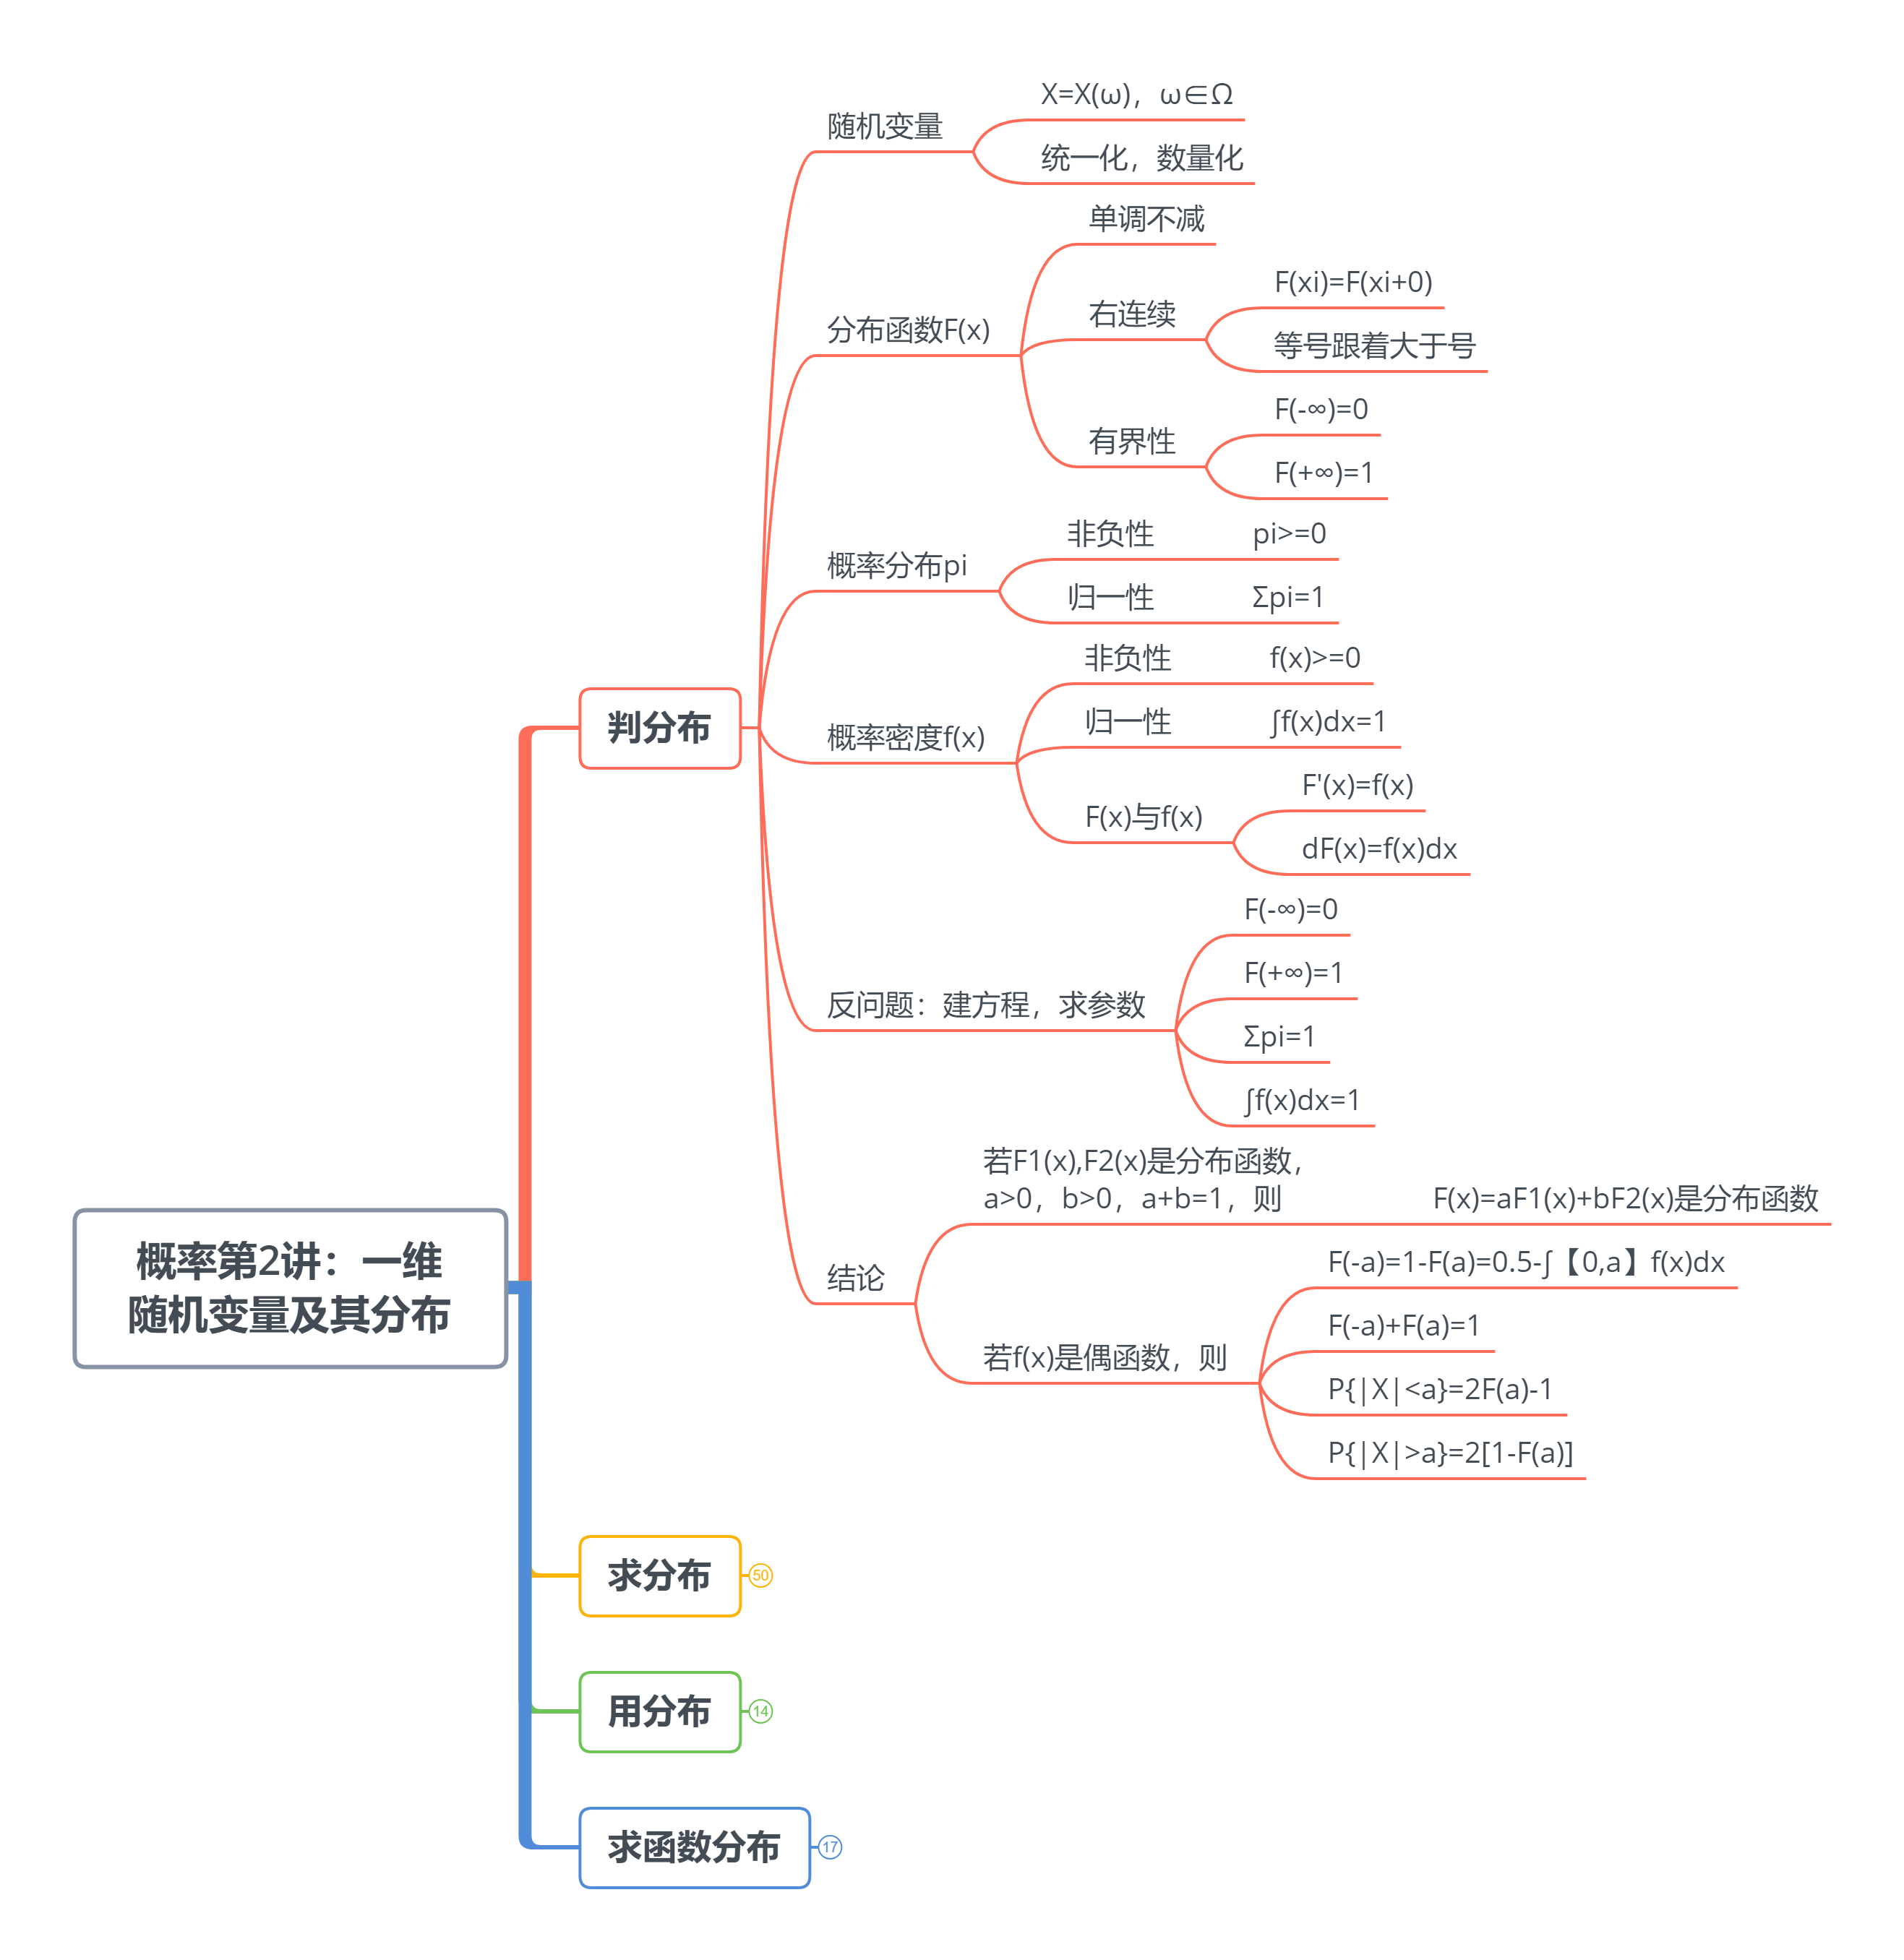 概率第2讲：一维
随机变量及其分布
判分布
随机变量
X=X(ω)，ω∈Ω
统一化，数量化
分布函数F(x)
单调不减
右连续
F(xi)=F(xi+0)
等号跟着大于号
有界性
F(-∞)=0
F(+∞)=1
概率分布pi
非负性
pi>=0
归一性
Σpi=1
概率密度f(x)
非负性
f(x)>=0
归一性
∫f(x)dx=1
F(x)与f(x)
F'(x)=f(x)
dF(x)=f(x)dx
反问题：建方程，求参数
F(-∞)=0
F(+∞)=1
Σpi=1
∫f(x)dx=1
结论
若F1(x),F2(x)是分布函数，
a>0，b>0，a+b=1，则
F(x)=aF1(x)+bF2(x)是分布函数
若f(x)是偶函数，则
F(-a)=1-F(a)=0.5-∫【0,a】f(x)dx
F(-a)+F(a)=1
P{|X|<a}=2F(a)-1
P{|X|>a}=2[1-F(a)]
求分布
50
用分布
14
求函数分布
17